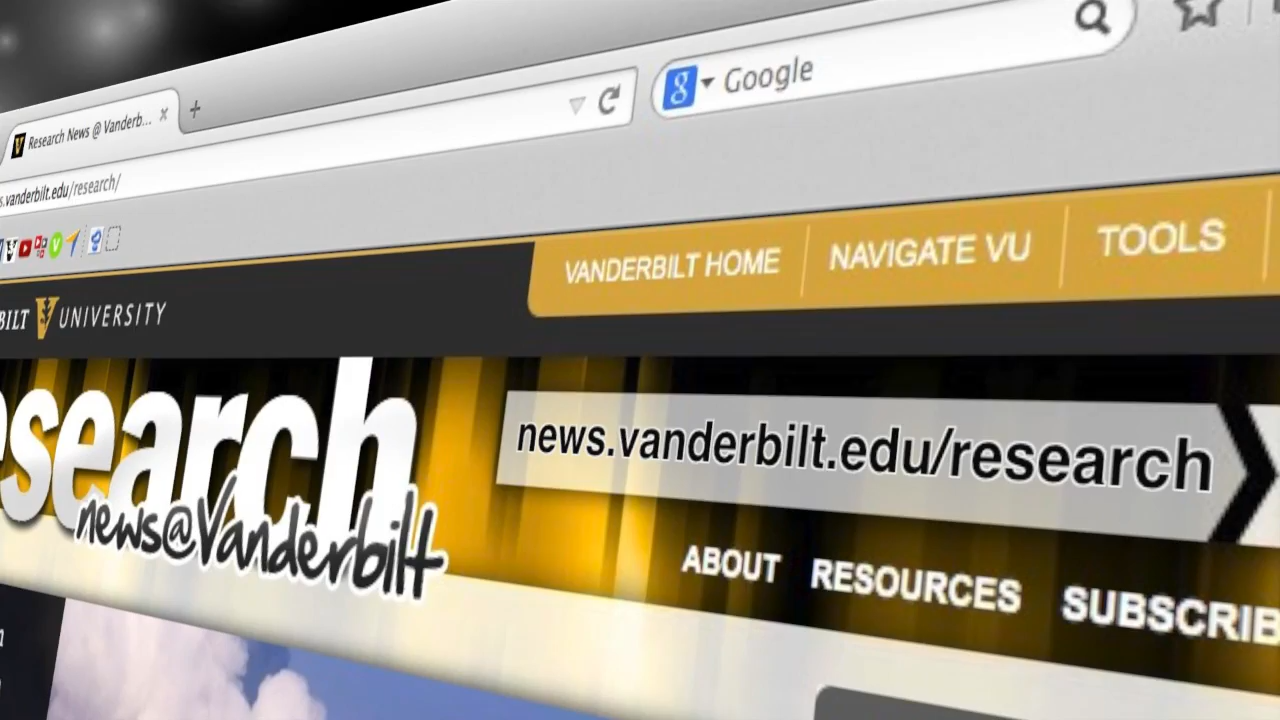 Research News @ Vanderb...
Google
s.vanderbilt.edu/research/
VANDERBILT HOME
NAVIGATE VU
TOOLS
BILT V UNIVERSITY
esearch
news@Vanderbilt
news.vanderbilt.edu/research
ABOUT
RESOURCES
SUBSCRIB